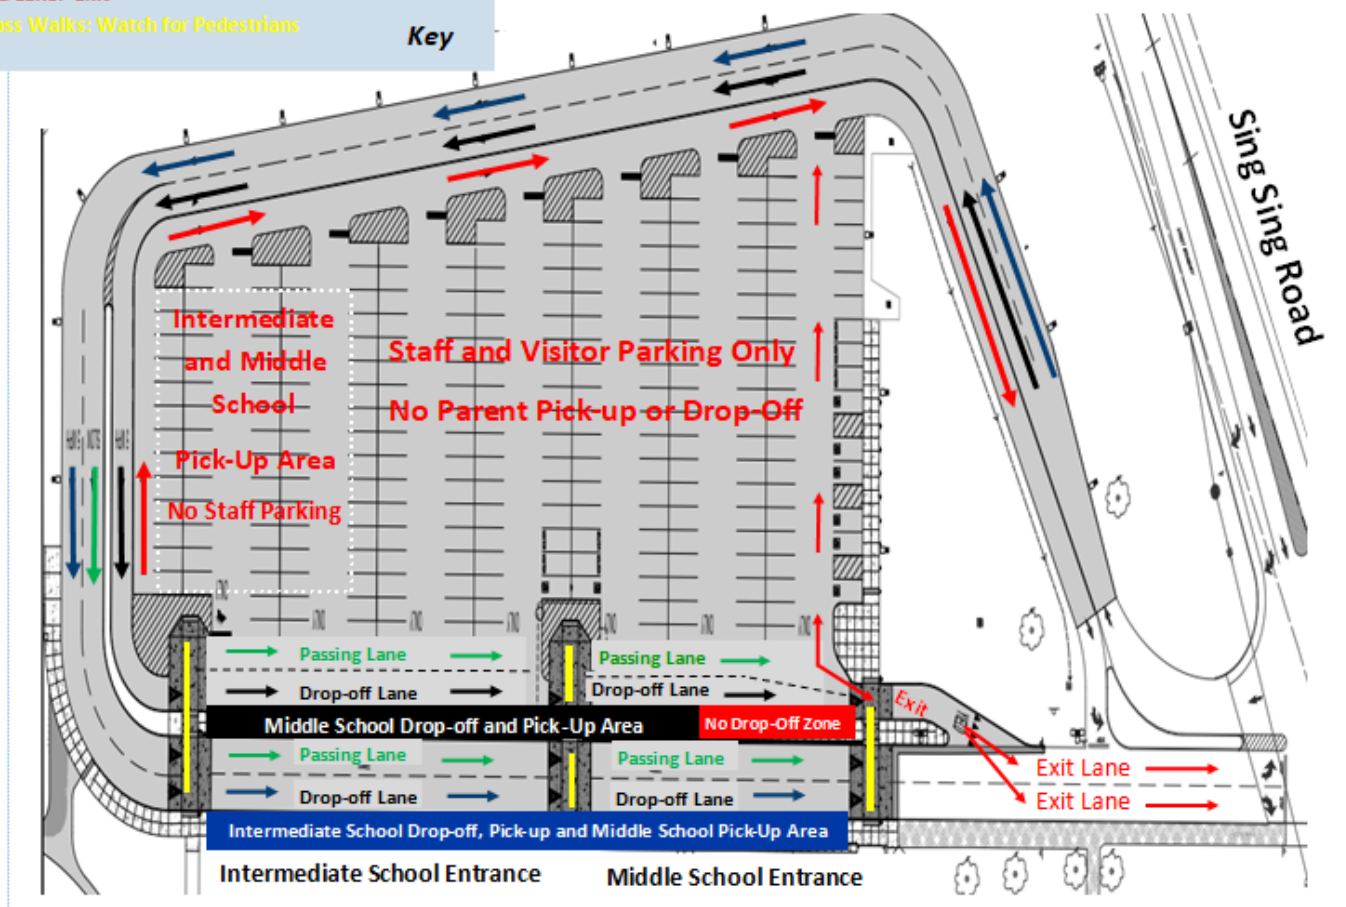 oss Walks: Watch for Pedestrians
Key
Sing Sing Road
Intermediate
and Middle
School
Pick-Up Area
No Staff Parking
Staff and Visitor Parking Only
No Parent Pick-up or Drop-Off
Passing Lane
Passing Lane
Drop-off Lane
Drop-off Lane
Exit
Middle School Drop-off and Pick-Up Area
No Drop-Off Zone
Passing Lane
Passing Lane
Exit Lane
Drop-off Lane
Drop-off Lane
Exit Lane
Intermediate School Drop-off, Pick-up and Middle School Pick-Up Area
Intermediate School Entrance
Middle School Entrance